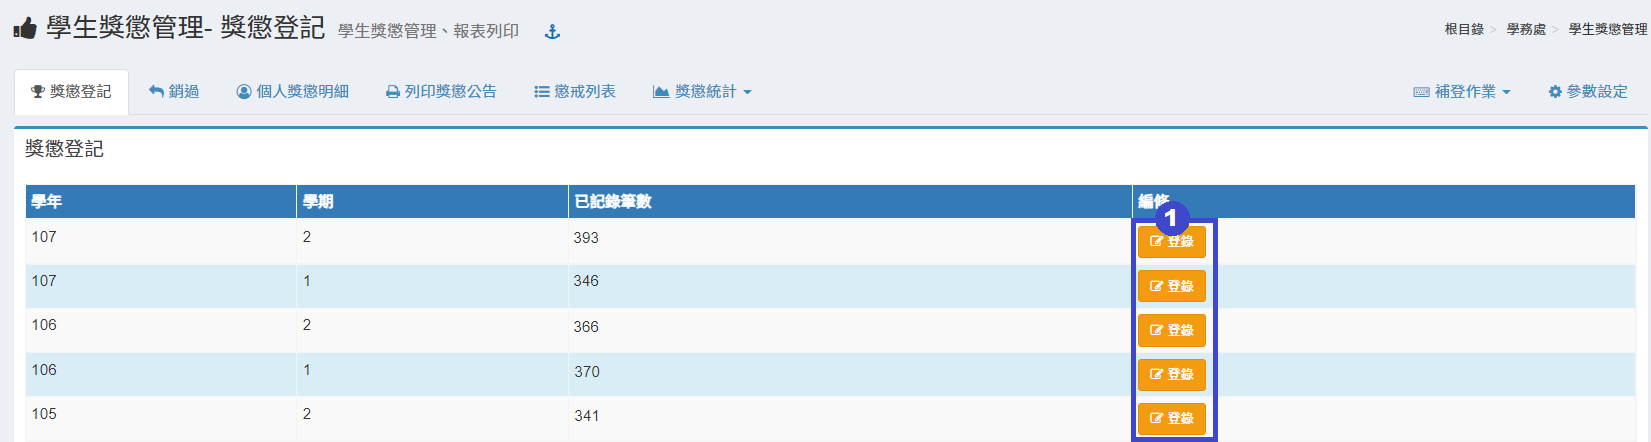 學生獎懲管理- 獎懲登記 學生獎懲管理、報表列印
根目錄 > 學務處 > 學生獎懲管理
獎懲登記 銷過 個人獎懲明細 列印獎懲公告 懲戒列表 獎懲統計 補登作業 參數設定
獎懲登記
學年 學期 已記錄筆數 編修
1
107 2 393 登錄
107 1 346 登錄
106 2 366 登錄
106 1 370 登錄
105 2 341 登錄